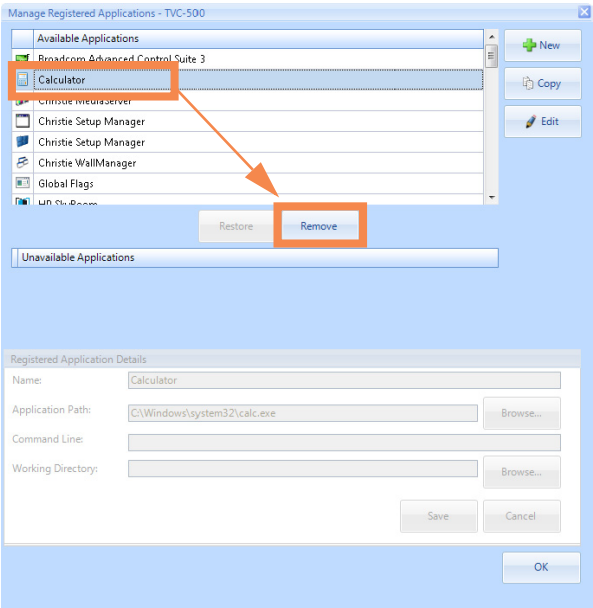 Manage Registered Applications - TVC-500
Available Applications
New
Broadcom Advanced Control Suite 3
Calculator
Copy
Christie MediaServer
Christie Setup Manager
Edit
Christie Setup Manager
Christie WallManager
Global Flags
HP SkyRoom
Restore
Remove
Unavailable Applications
Registered Application Details
Name:
Calculator
Application Path:
C:\Windows\system32\calc.exe
Browse...
Command Line:
Working Directory:
Browse...
Save
Cancel
OK